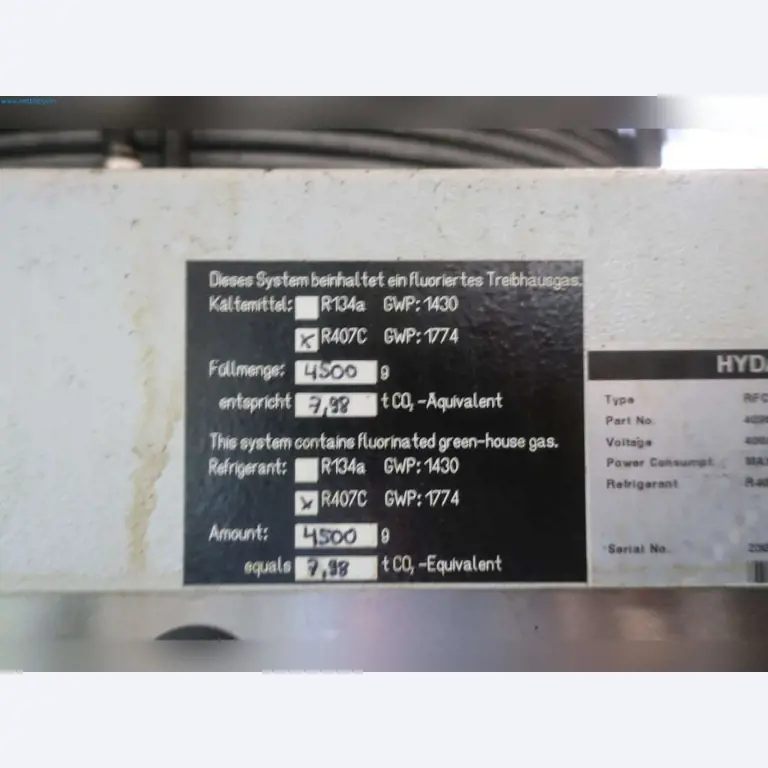 Dieses System beinhaltet ein fluoriertes Treibhausgas.
Kältemittel: R134a GWP: 1430
x R407C GWP: 1774
Füllmenge: 4500 g
entspricht 7,98 t CO₂-Äquivalent
This system contains fluorinated green-house gas.
Refrigerant: R134a GWP: 1430
x R407C GWP: 1774
Amount: 4500 g
equals 7,98 t CO₂-Equivalent
Type RFC
Part No.
Voltage
Power Consumpt.
Refrigerant
Serial No.